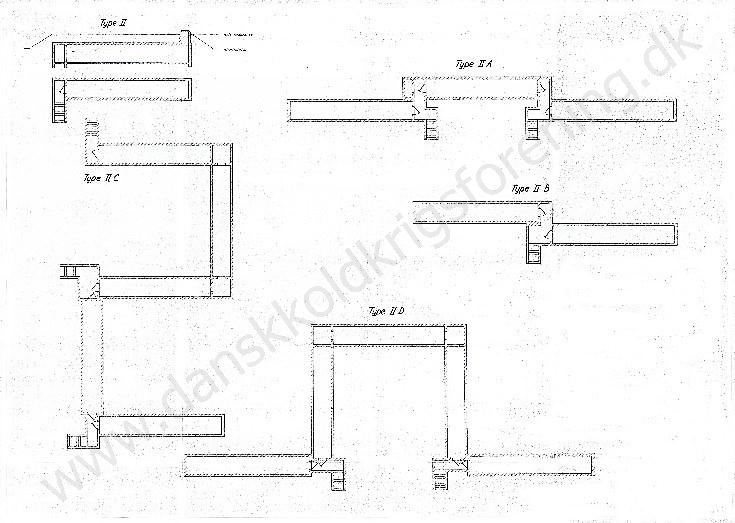 Type II
Type II A
Type II C
Type II B
Type II D
www.danskkoldkrigsforening.dk